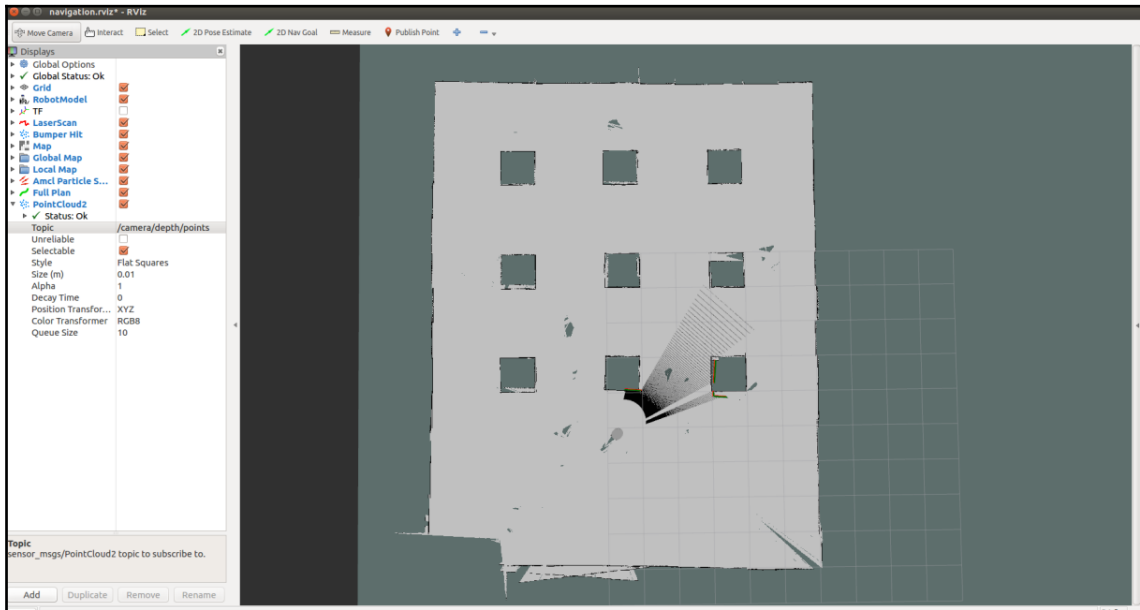 navigation.rviz* - RViz
Move Camera Interact Select 2D Pose Estimate 2D Nav Goal Measure Publish Point
Displays
Global Options
Global Status: Ok
Grid
RobotModel
TF
LaserScan
Bumper Hit
Map
Global Map
Local Map
Amcl Particle S...
Full Plan
PointCloud2
Status: Ok
Topic /camera/depth/points
Unreliable
Selectable
Style Flat Squares
Size (m) 0.01
Alpha 1
Decay Time 0
Position Transfor... XYZ
Color Transformer RGB8
Queue Size 10
Topic
sensor_msgs/PointCloud2 topic to subscribe to.
Add Duplicate Remove Rename